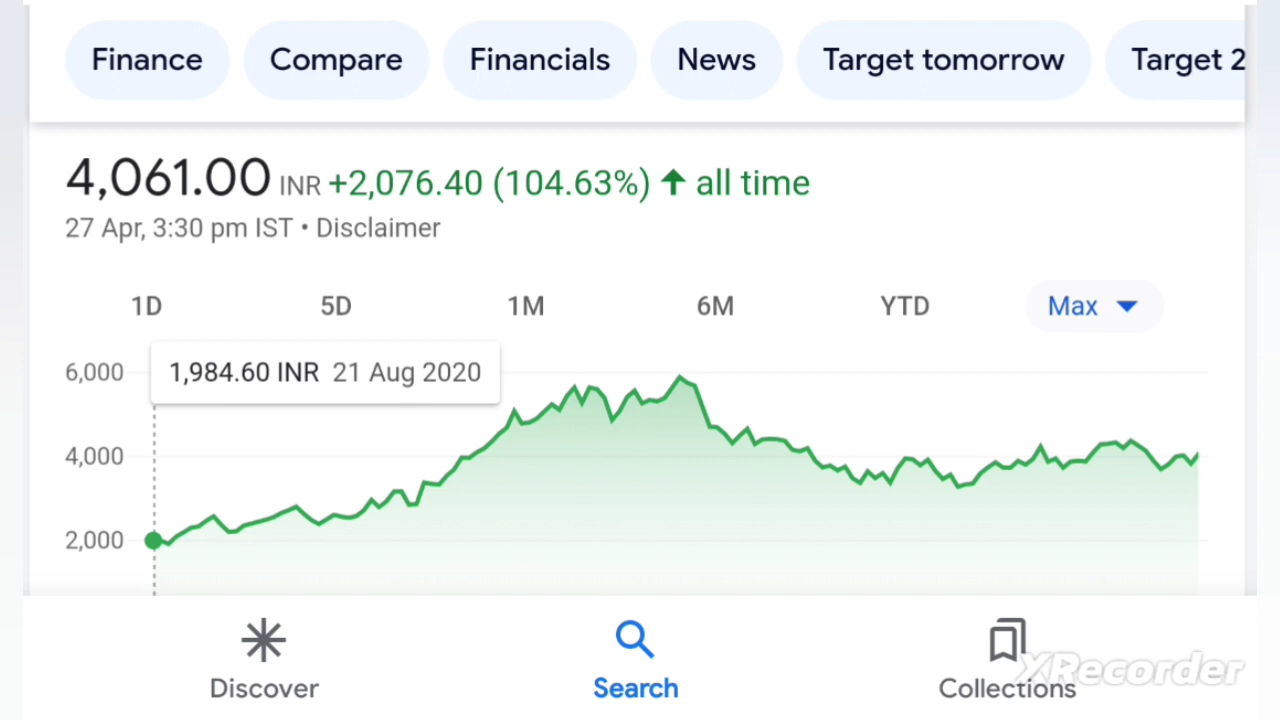 Finance Compare Financials News Target tomorrow Target 2
4,061.00 INR +2,076.40 (104.63%) ↑ all time
27 Apr, 3:30 pm IST • Disclaimer
1D 5D 1M 6M YTD Max
6,000
1,984.60 INR 21 Aug 2020
4,000
2,000
Discover Search Collections
XRecorder